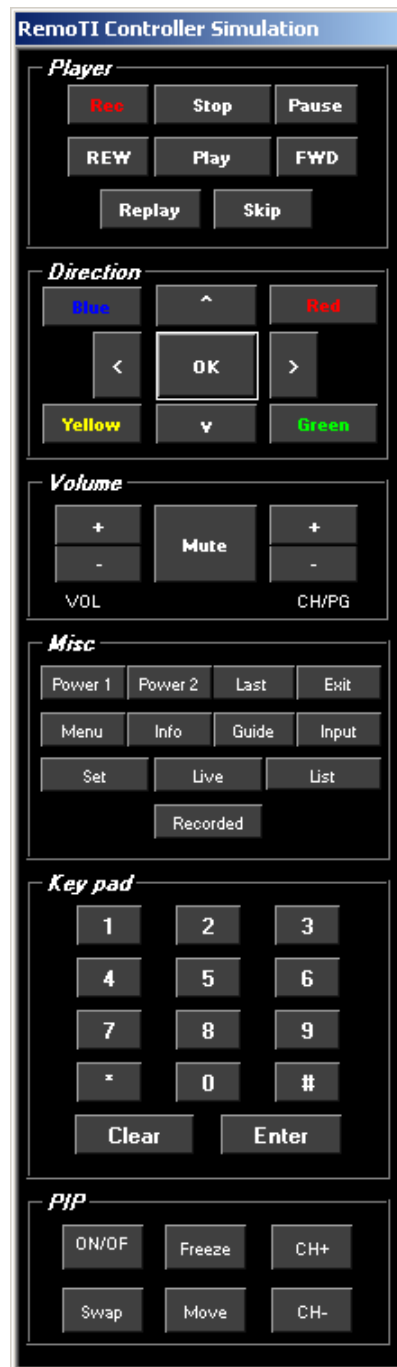 RemoTI Controller Simulation
Player
Rec Stop Pause
REW Play FWD
Replay Skip
Direction
Blue ^ Red
< OK >
Yellow v Green
Volume
+ Mute +
- -
VOL CH/PG
Misc
Power 1 Power 2 Last Exit
Menu Info Guide Input
Set Live List
Recorded
Key pad
1 2 3
4 5 6
7 8 9
* 0 #
Clear Enter
PIP
ON/OF Freeze CH+
Swap Move CH-